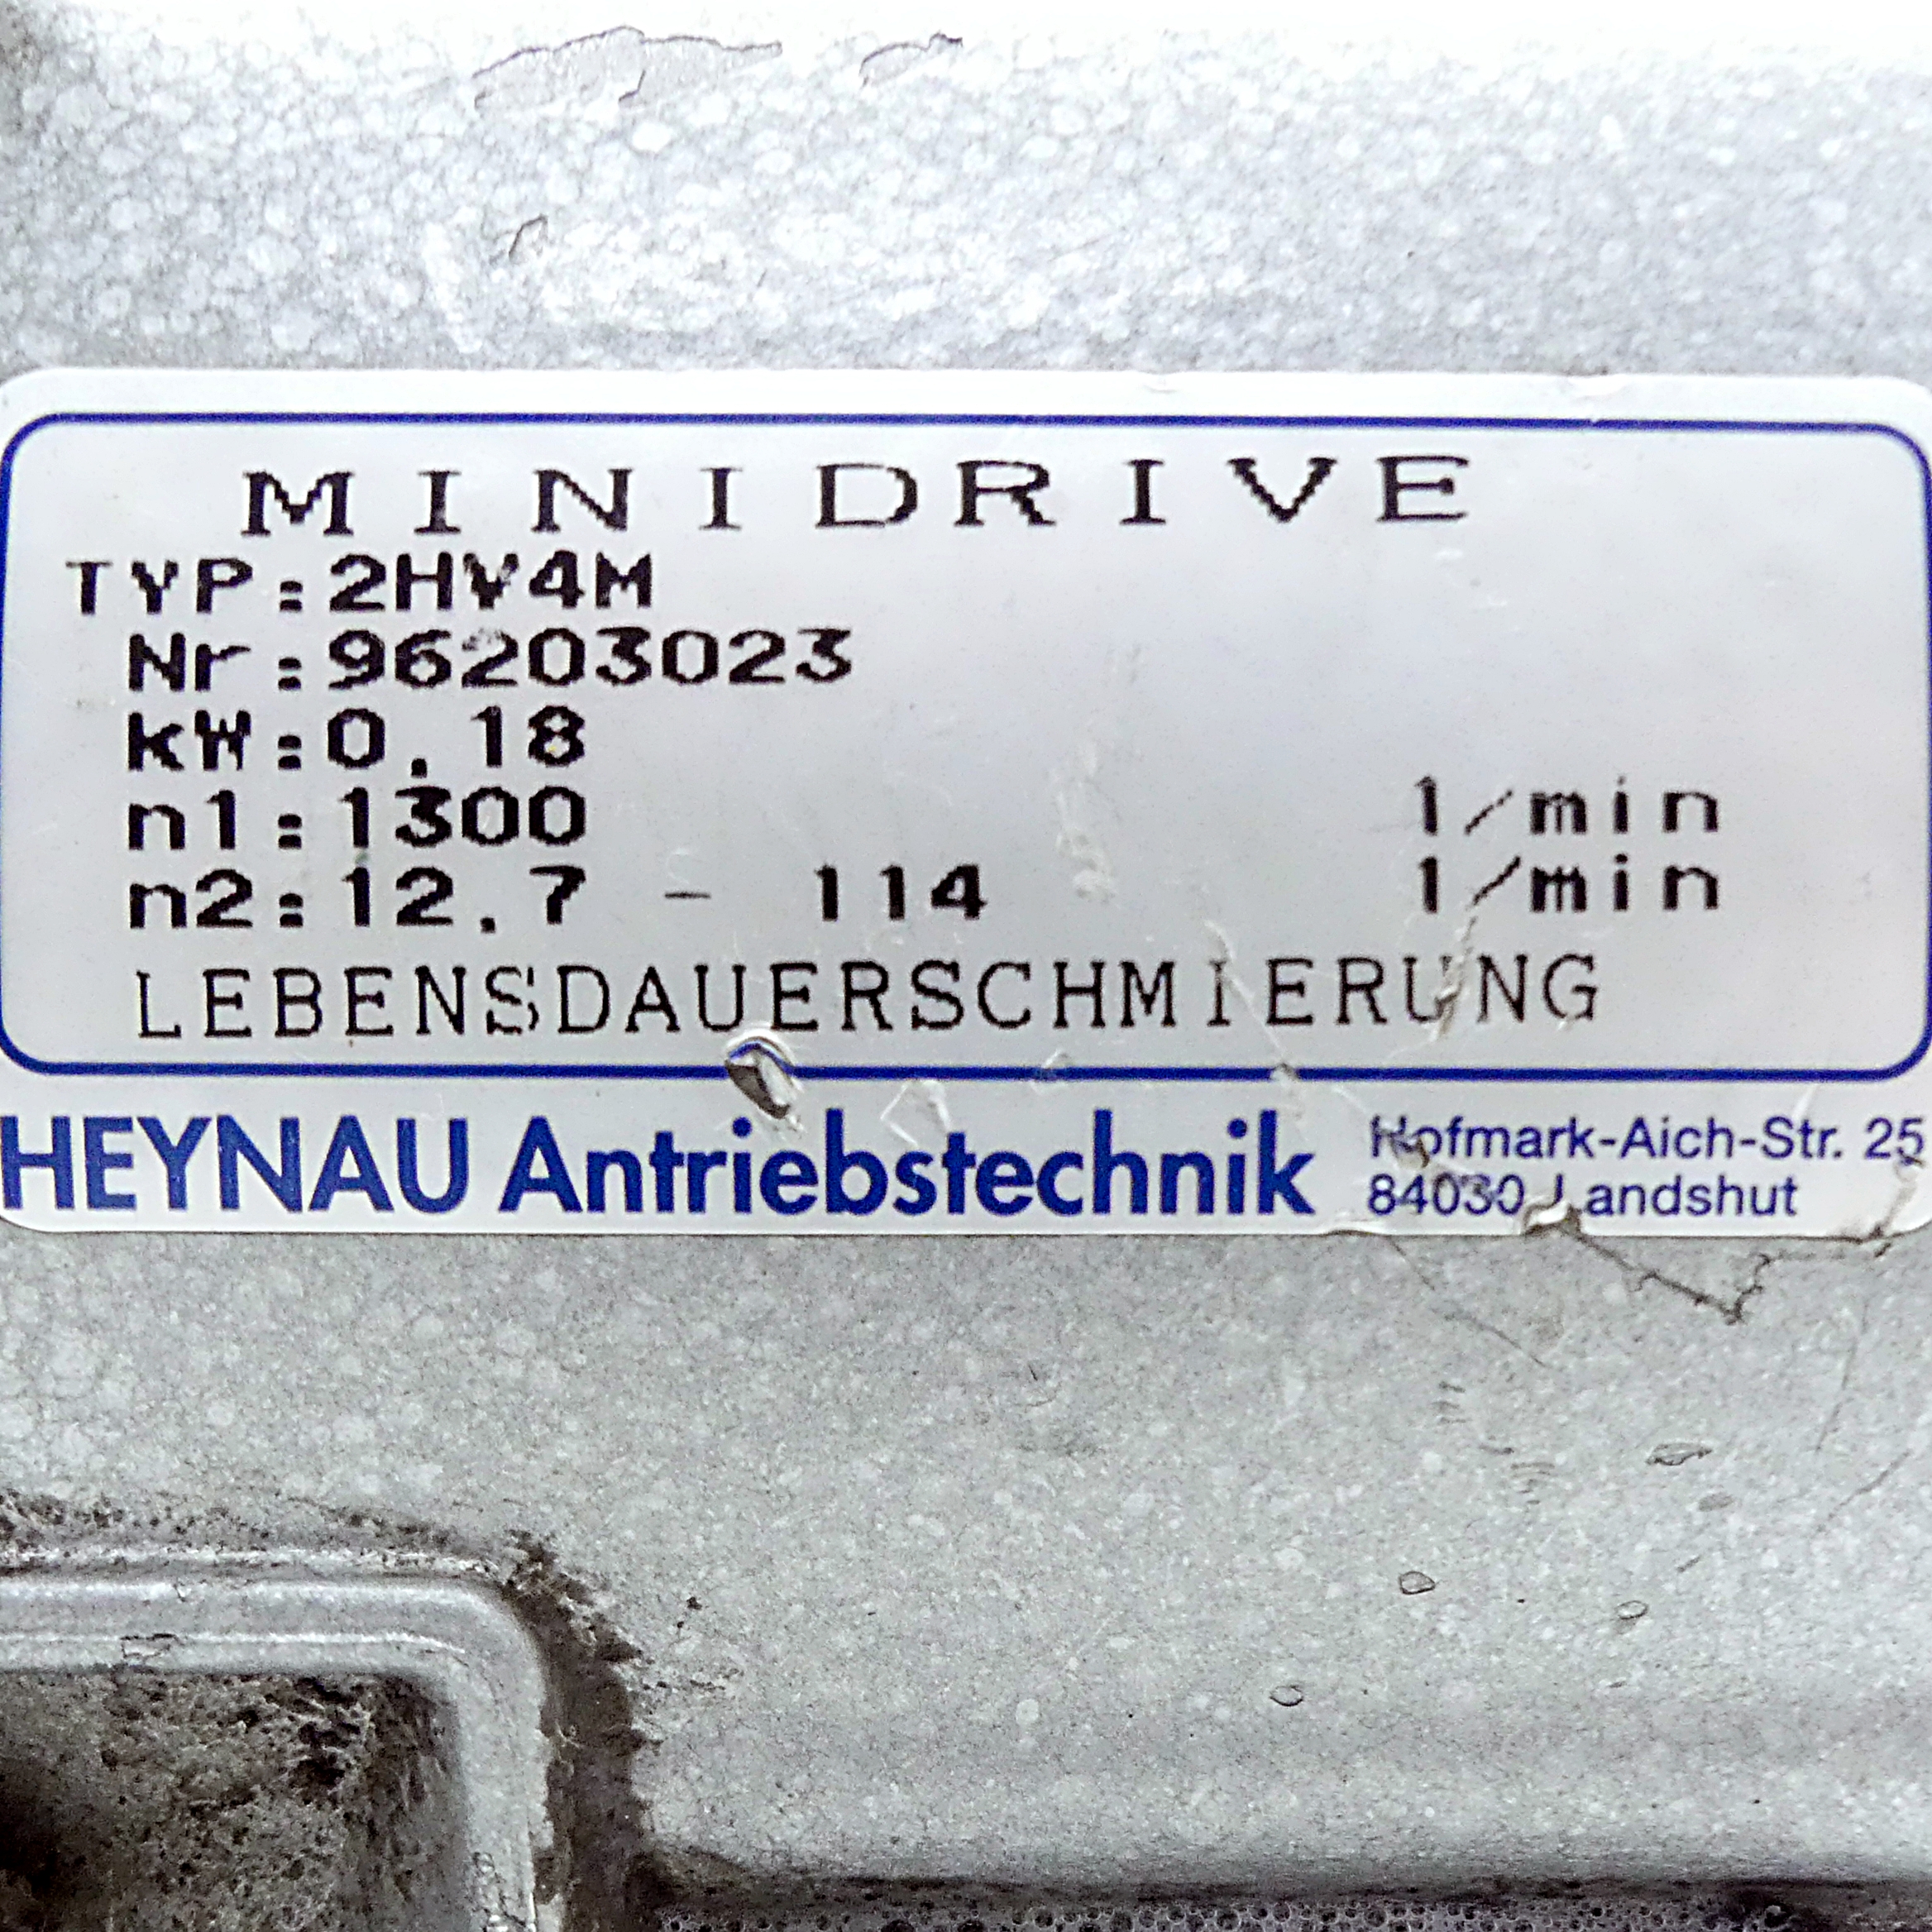 MINIDRIVE
TYP:2HV4M
Nr:96203023
kW:0.18
n1:1300 1/min
n2:12.7 - 114 1/min
LEBENSDAUERSCHMIERUNG
HEYNAU Antriebstechnik
Hofmark-Aich-Str. 25
84030 Landshut